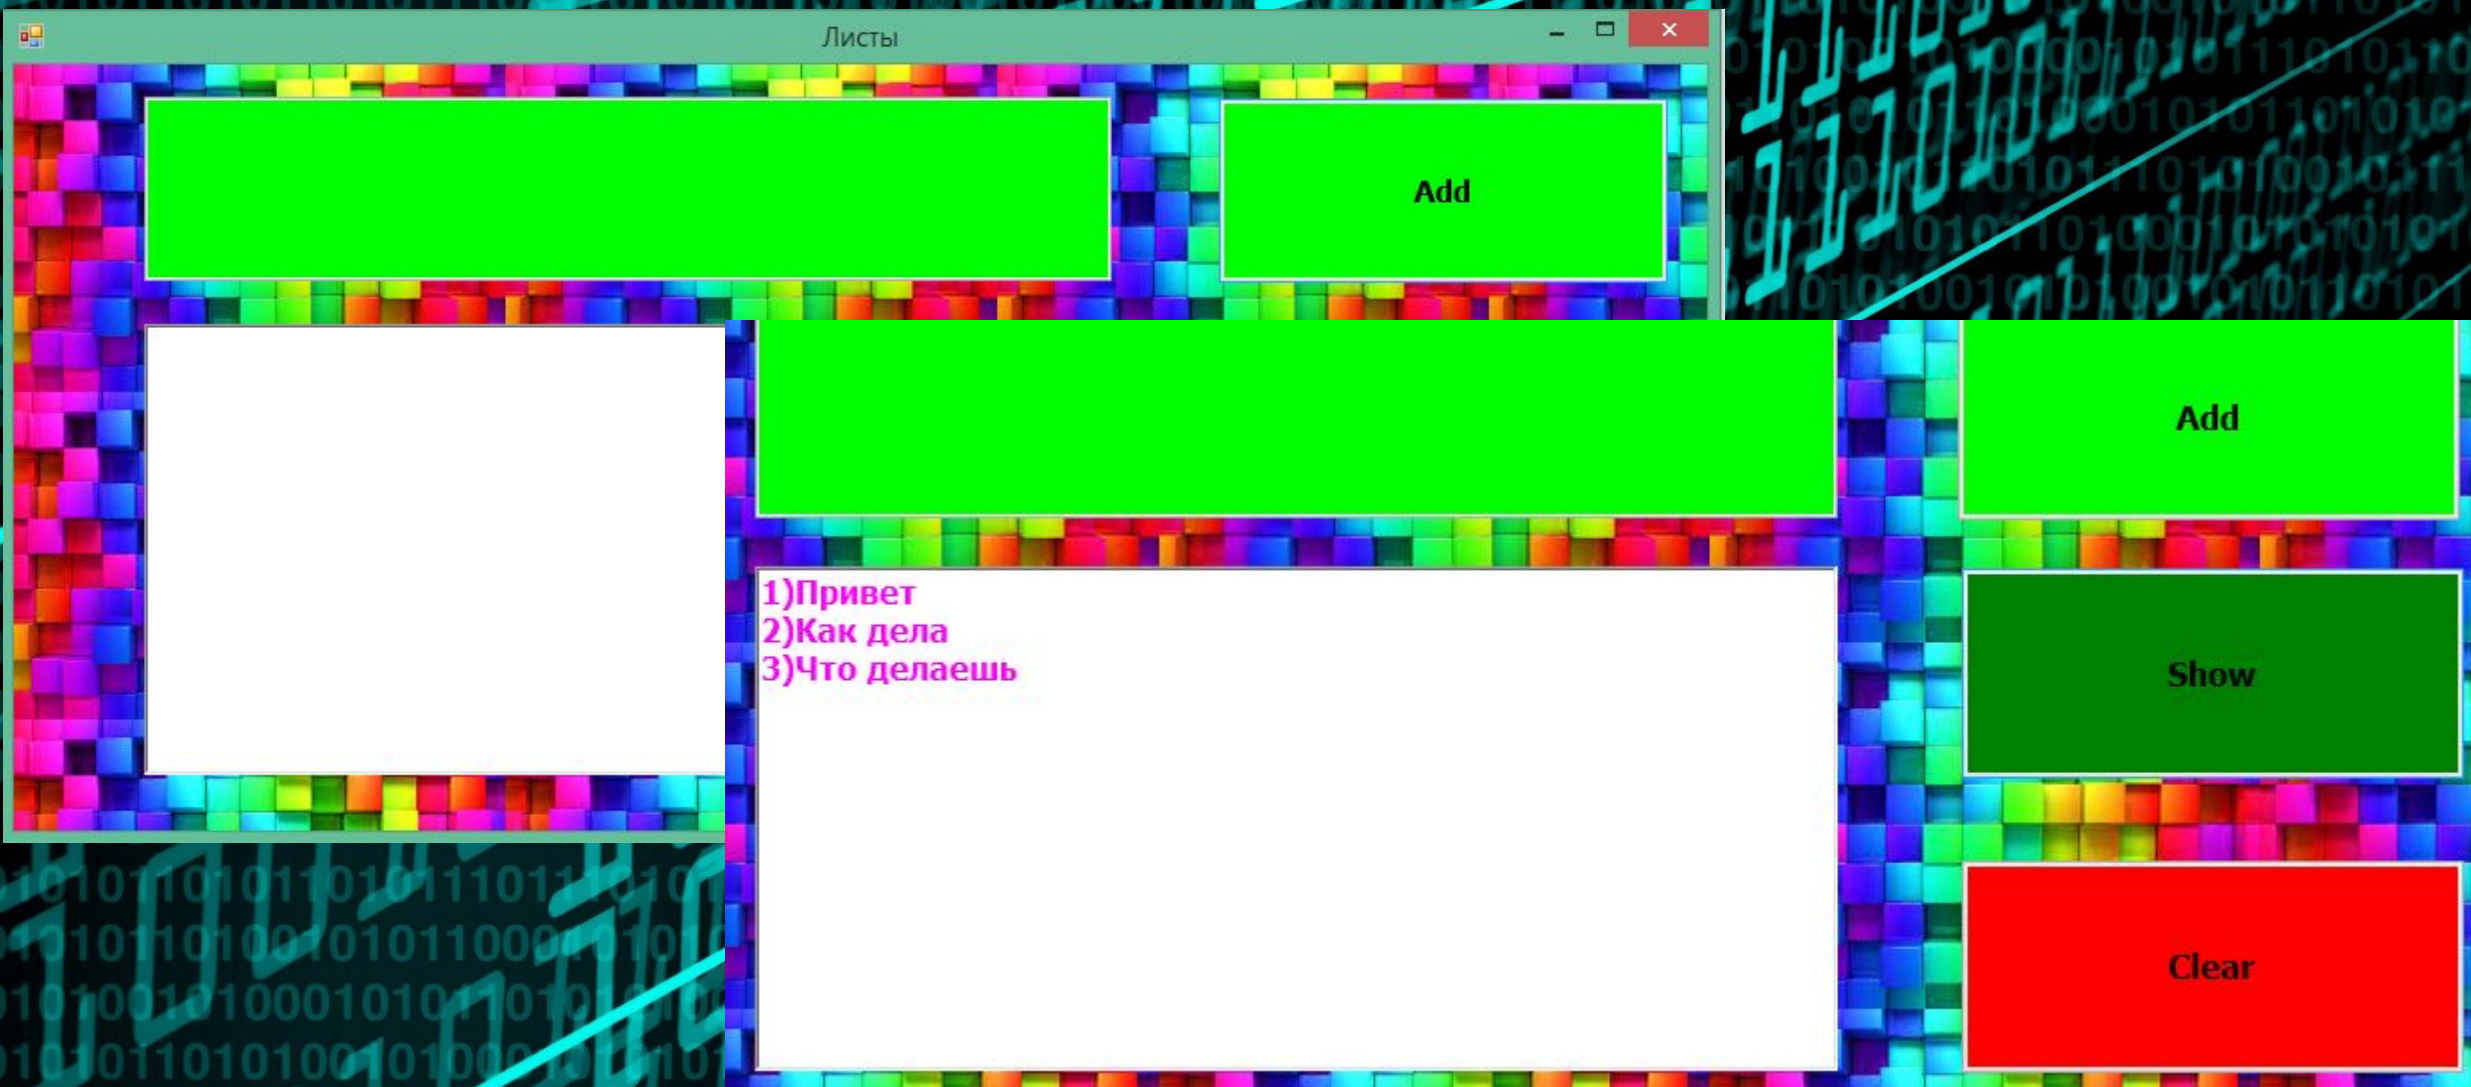 Листы
Add
Add
1)Привет
2)Как дела
3)Что делаешь
Show
Clear